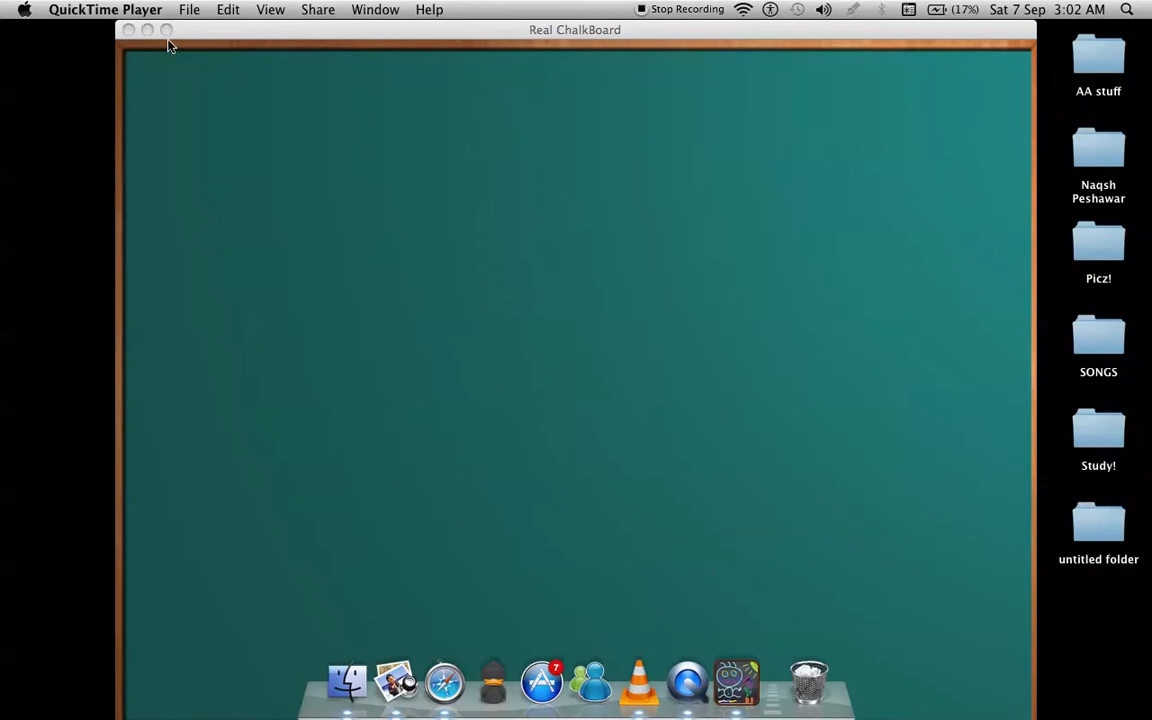 QuickTime Player File Edit View Share Window Help Stop Recording (17%) Sat 7 Sep 3:02 AM
Real ChalkBoard
AA stuff
Naqsh
Peshawar
Picz!
SONGS
Study!
untitled folder
7